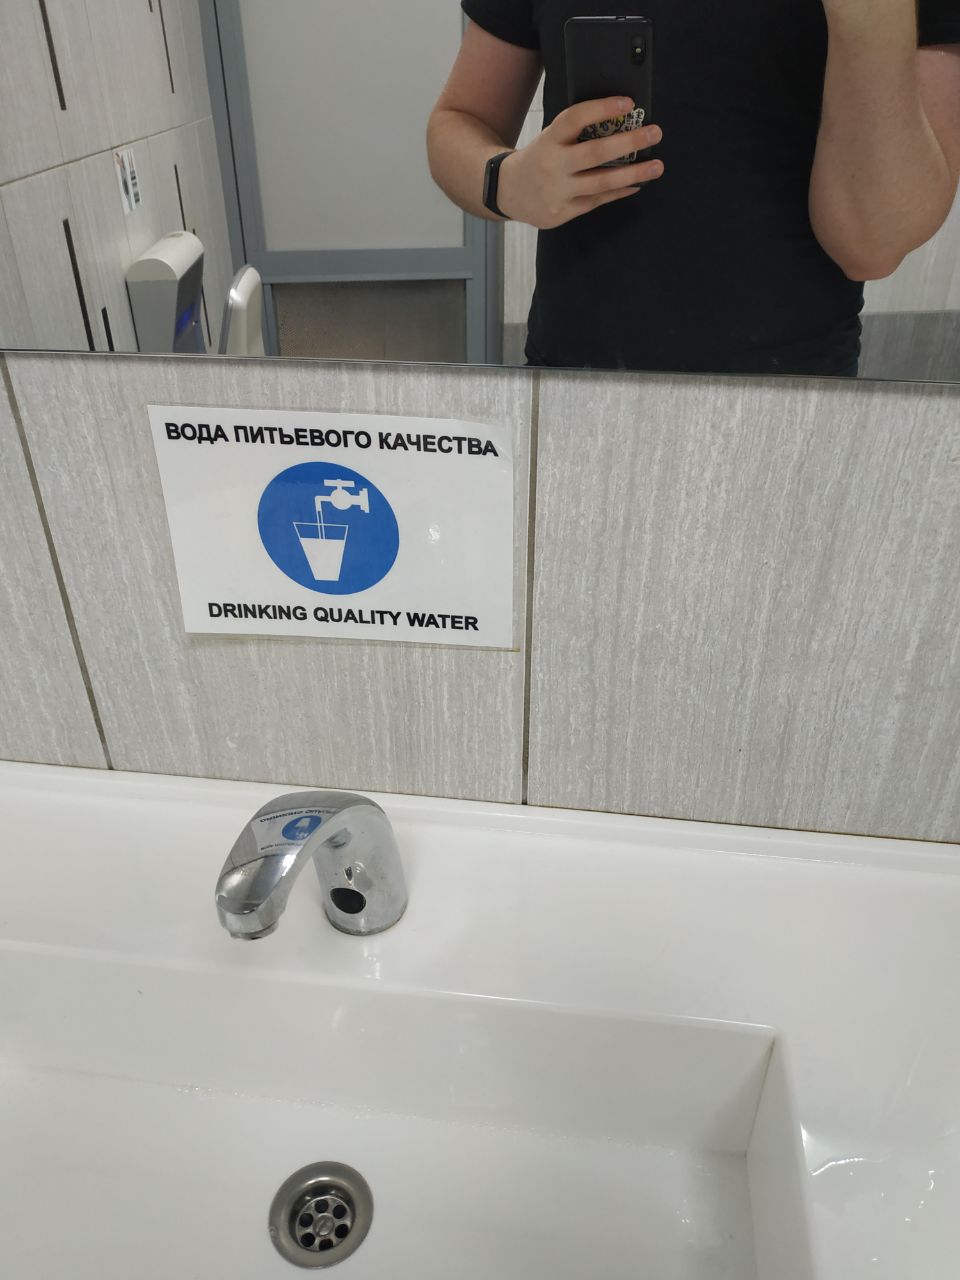 ВОДА ПИТЬЕВОГО КАЧЕСТВА
DRINKING QUALITY WATER